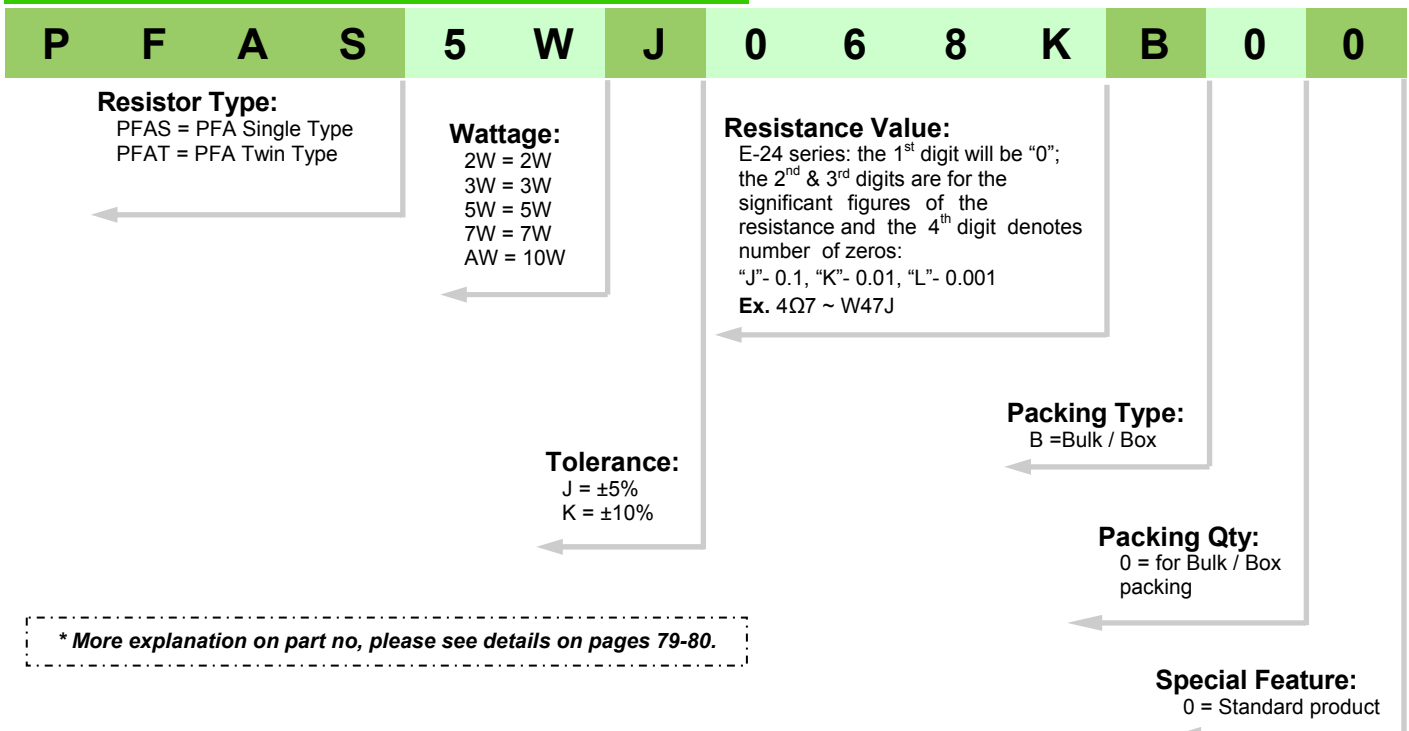 P F A S 5 W J 0 6 8 K B 0 0
Resistor Type:
PFAS = PFA Single Type
PFAT = PFA Twin Type
Wattage:
2W = 2W
3W = 3W
5W = 5W
7W = 7W
AW = 10W
Resistance Value:
E-24 series: the 1st digit will be “0”;
the 2nd & 3rd digits are for the
significant figures of the
resistance and the 4th digit denotes
number of zeros:
“J”- 0.1, “K”- 0.01, “L”- 0.001
Ex. 4Ω7 ~ W47J
Packing Type:
B =Bulk / Box
Tolerance:
J = ±5%
K = ±10%
Packing Qty:
0 = for Bulk / Box
packing
* More explanation on part no, please see details on pages 79-80.
Special Feature:
0 = Standard product